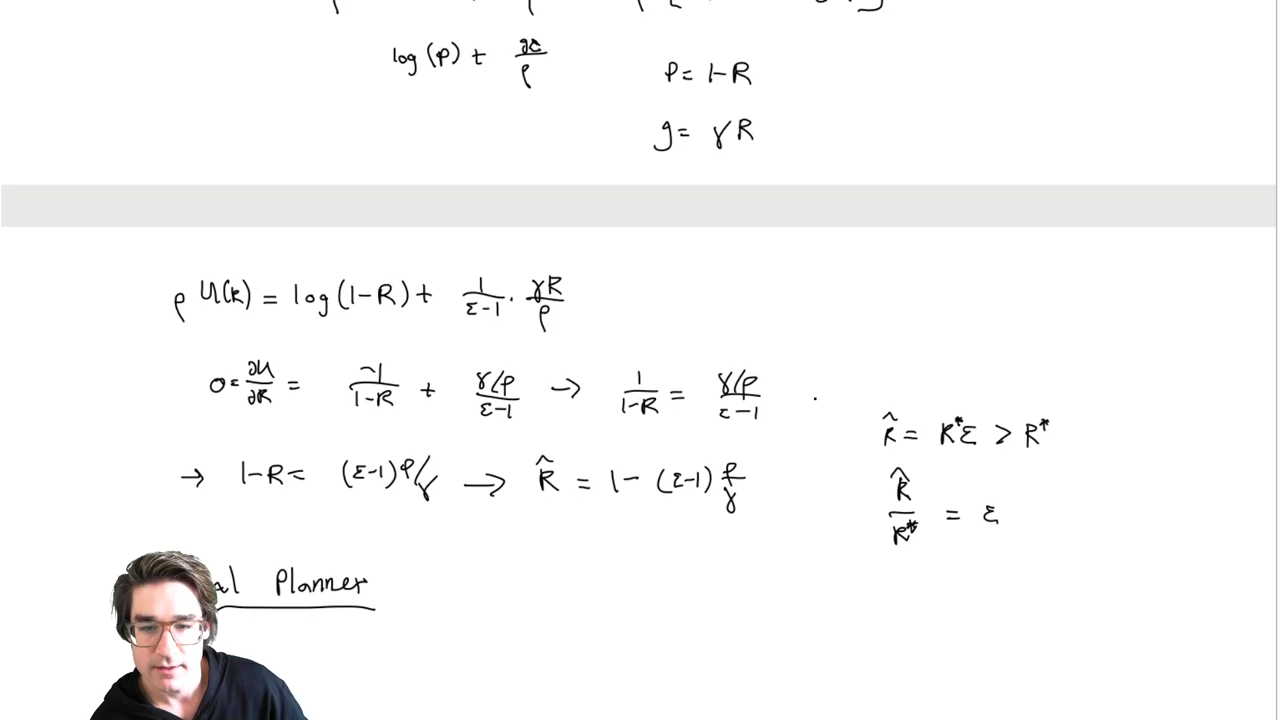 log(P) + gc/ρ
P = 1-R
g = γR
ρ U(R) = log(1-R) + 1/(ε-1) · γR/ρ
0 = ∂U/∂R = -1/(1-R) + (γ/ρ)/(ε-1) → 1/(1-R) = (γ/ρ)/(ε-1) .
R̂ = R*ε > R*
→ 1-R = (ε-1) ρ/γ → R̂ = 1 - (ε-1) ρ/γ
R̂/R* = ε
al Planner